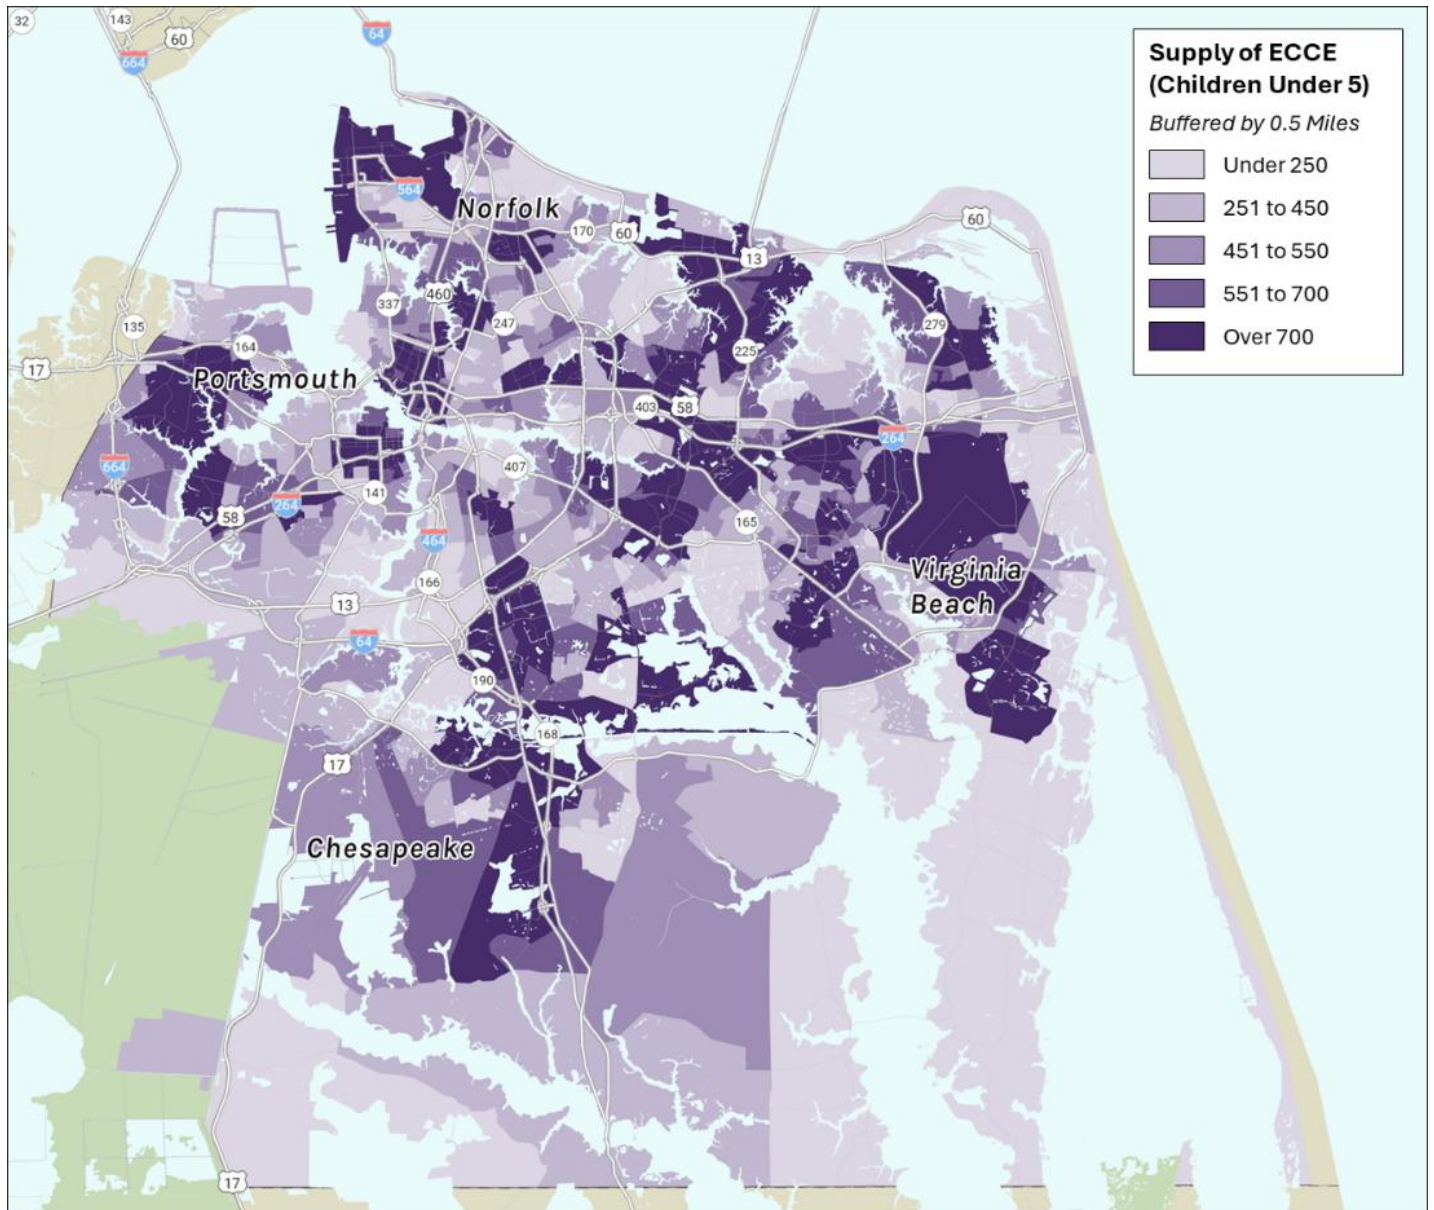 32
143
60
64
664
Supply of ECCE
(Children Under 5)
Buffered by 0.5 Miles
Under 250
251 to 450
451 to 550
551 to 700
Over 700
564
Norfolk
170
60
60
13
460
337
247
135
279
164
225
17
Portsmouth
403
58
264
664
407
141
264
58
165
464
Virginia
Beach
166
13
64
190
168
17
Chesapeake
17